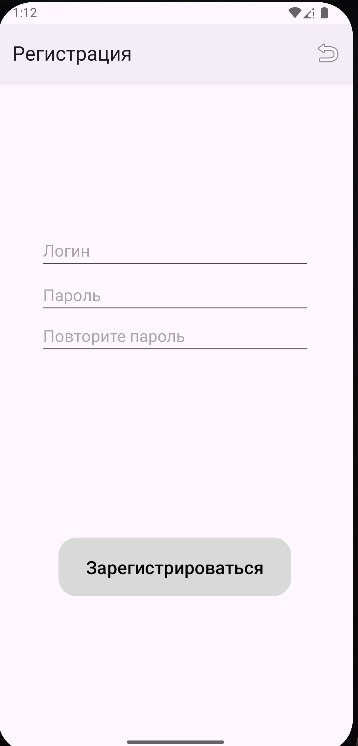 1:12
Регистрация
Логин
Пароль
Повторите пароль
Зарегистрироваться